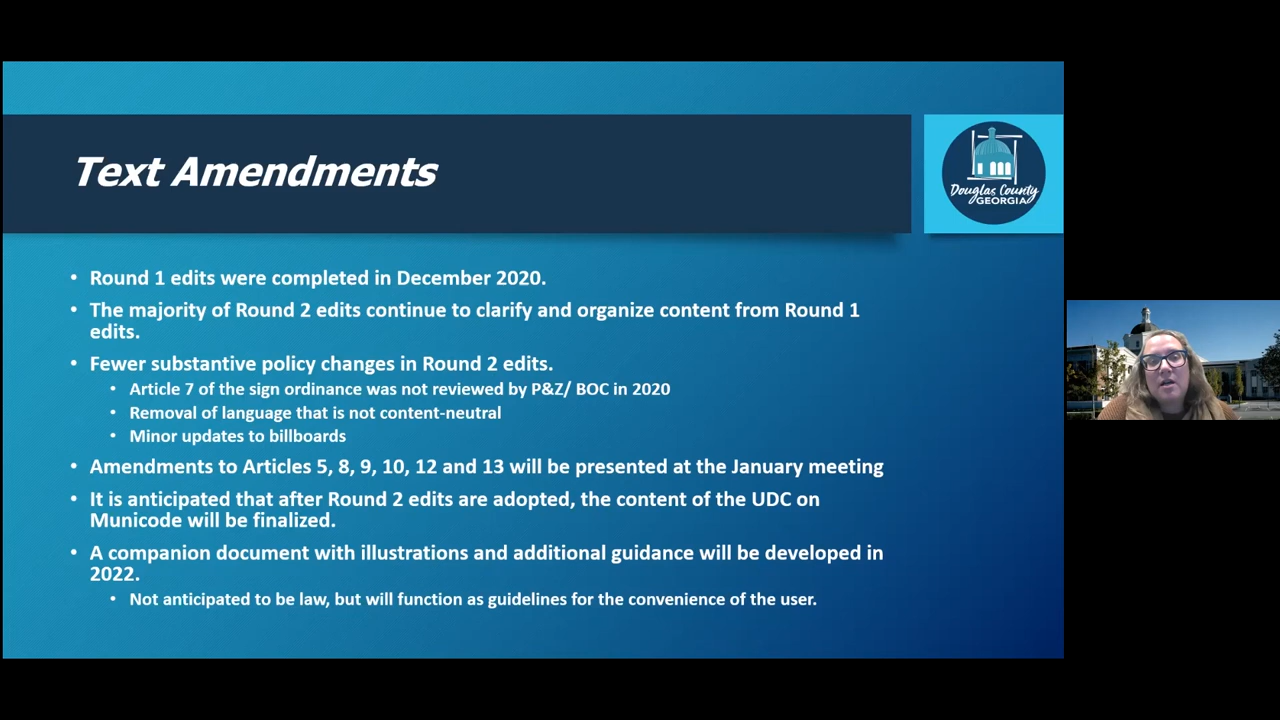 Text Amendments
Douglas County
GEORGIA
• Round 1 edits were completed in December 2020.
• The majority of Round 2 edits continue to clarify and organize content from Round 1
edits.
• Fewer substantive policy changes in Round 2 edits.
• Article 7 of the sign ordinance was not reviewed by P&Z/ BOC in 2020
• Removal of language that is not content-neutral
• Minor updates to billboards
• Amendments to Articles 5, 8, 9, 10, 12 and 13 will be presented at the January meeting
• It is anticipated that after Round 2 edits are adopted, the content of the UDC on
Municode will be finalized.
• A companion document with illustrations and additional guidance will be developed in
2022.
• Not anticipated to be law, but will function as guidelines for the convenience of the user.